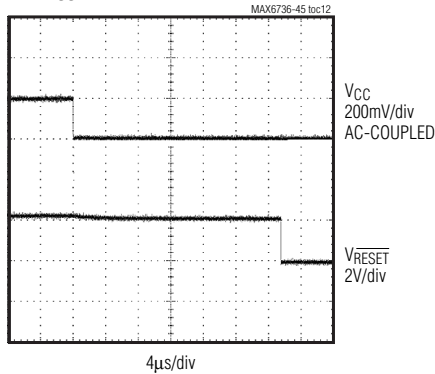 MAX6736-45 toc12
VCC
200mV/div
AC-COUPLED
VRESET
2V/div
4µs/div